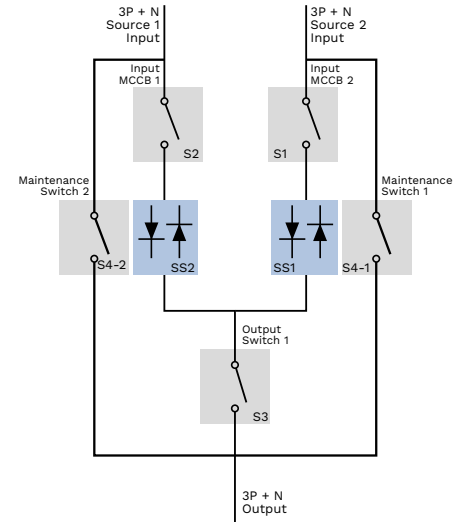 3P + N
Source 1
Input
3P + N
Source 2
Input
Input
MCCB 1
Input
MCCB 2
S2
S1
Maintenance
Switch 2
Maintenance
Switch 1
S4-2
SS2
SS1
S4-1
Output
Switch 1
S3
3P + N
Output